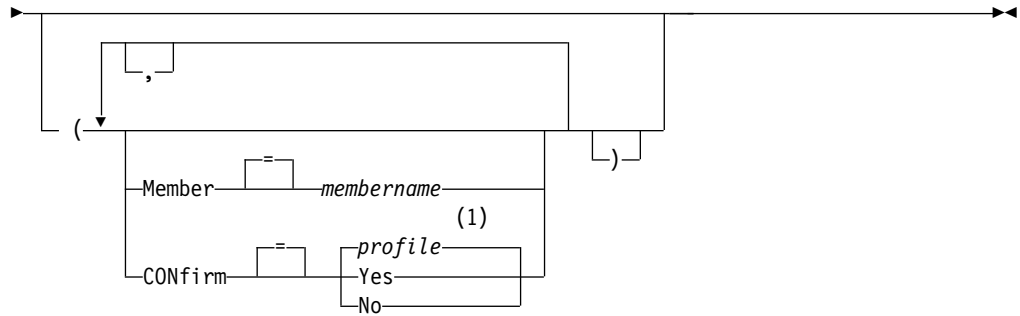 ,
(
)
=
Member membername
(1)
= profile
CONfirm Yes
No